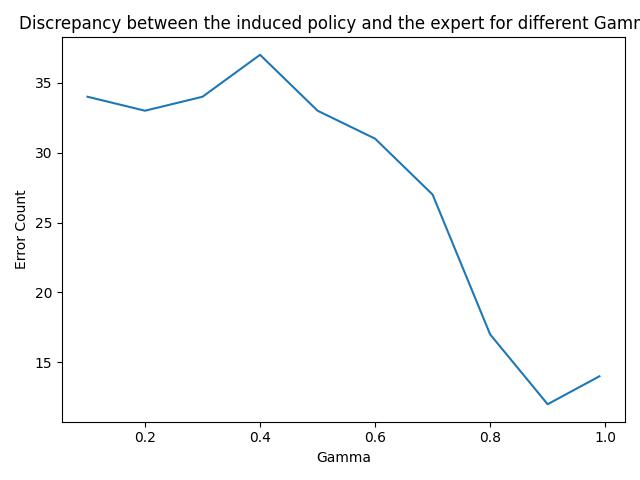 Discrepancy between the induced policy and the expert for different Gamm
35
30
25
20
15
Error Count
0.2 0.4 0.6 0.8 1.0
Gamma